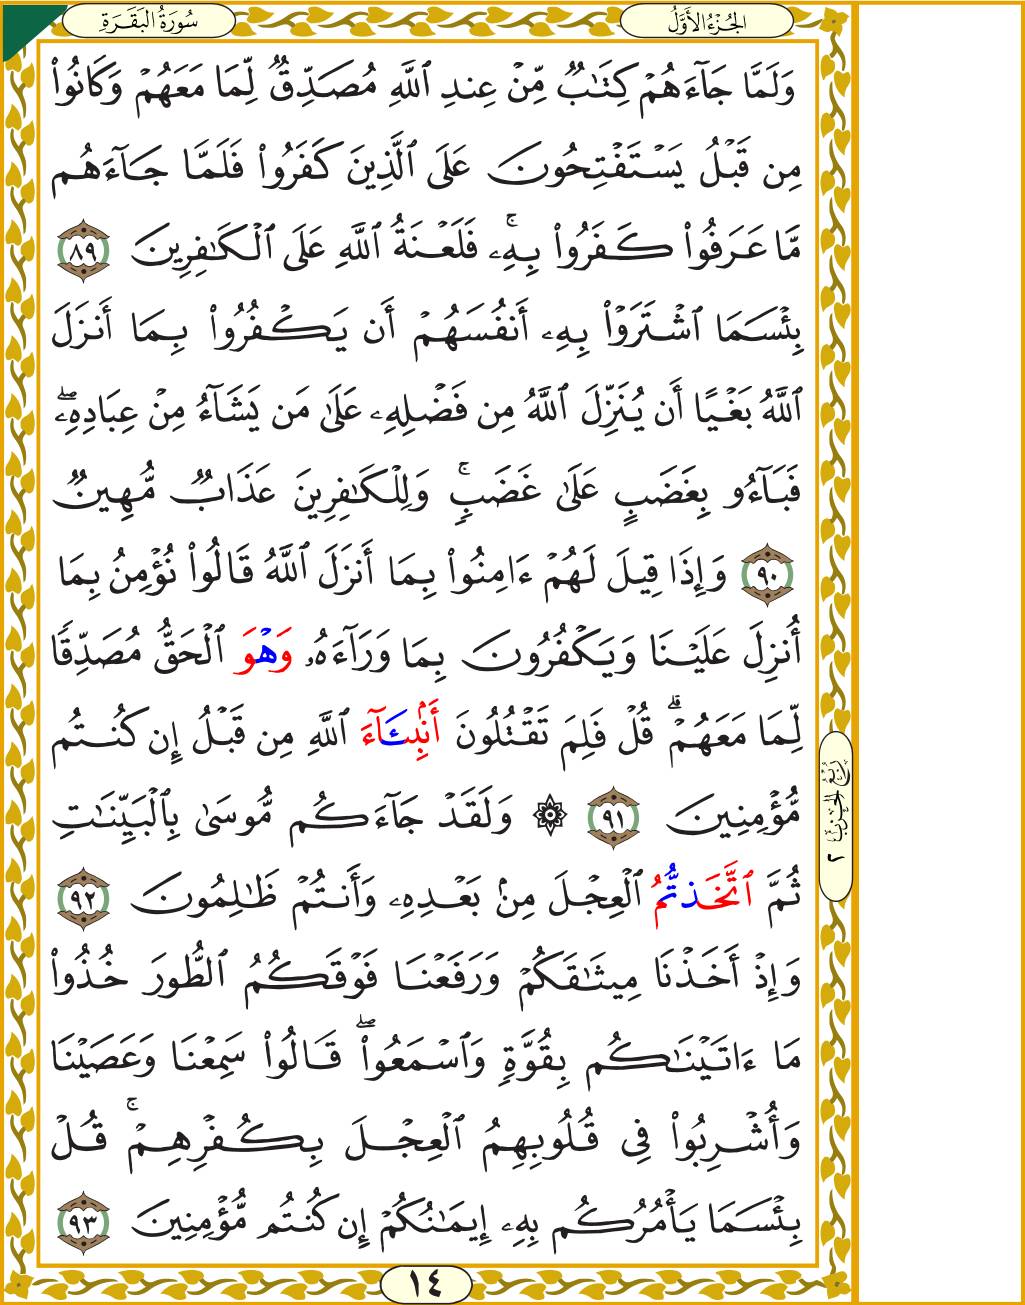 سُورَةُ البَقَرَةِ
الجُزْءُ الأَوَّلُ
وَلَمَّا جَآءَهُمْ كِتَٰبٌ مِّنْ عِندِ ٱللَّهِ مُصَدِّقٌ لِّمَا مَعَهُمْ وَكَانُوا۟
مِن قَبْلُ يَسْتَفْتِحُونَ عَلَى ٱلَّذِينَ كَفَرُوا۟ فَلَمَّا جَآءَهُم
مَّا عَرَفُوا۟ كَفَرُوا۟ بِهِۦۚ فَلَعْنَةُ ٱللَّهِ عَلَى ٱلْكَٰفِرِينَ ٨٩
بِئْسَمَا ٱشْتَرَوْا۟ بِهِۦٓ أَنفُسَهُمْ أَن يَكْفُرُوا۟ بِمَا أَنزَلَ
ٱللَّهُ بَغْيًا أَن يُنَزِّلَ ٱللَّهُ مِن فَضْلِهِۦ عَلَىٰ مَن يَشَآءُ مِنْ عِبَادِهِۦۖ
فَبَآءُو بِغَضَبٍ عَلَىٰ غَضَبٍۚ وَلِلْكَٰفِرِينَ عَذَابٌ مُّهِينٌ
٩٠ وَإِذَا قِيلَ لَهُمْ ءَامِنُوا۟ بِمَا أَنزَلَ ٱللَّهُ قَالُوا۟ نُؤْمِنُ بِمَا
أُنزِلَ عَلَيْنَا وَيَكْفُرُونَ بِمَا وَرَآءَهُۥ وَهْوَ ٱلْحَقُّ مُصَدِّقًا
لِّمَا مَعَهُمْۗ قُلْ فَلِمَ تَقْتُلُونَ أَنۢبِـَٔآءَ ٱللَّهِ مِن قَبْلُ إِن كُنتُم
مُّؤْمِنِينَ ٩١ ۞ وَلَقَدْ جَآءَكُم مُّوسَىٰ بِٱلْبَيِّنَٰتِ
ثُمَّ ٱتَّخَذتُّمُ ٱلْعِجْلَ مِنۢ بَعْدِهِۦ وَأَنتُمْ ظَٰلِمُونَ ٩٢
وَإِذْ أَخَذْنَا مِيثَٰقَكُمْ وَرَفَعْنَا فَوْقَكُمُ ٱلطُّورَ خُذُوا۟
مَا ءَاتَيْنَٰكُم بِقُوَّةٍ وَٱسْمَعُوا۟ۖ قَالُوا۟ سَمِعْنَا وَعَصَيْنَا
وَأُشْرِبُوا۟ فِى قُلُوبِهِمُ ٱلْعِجْلَ بِكُفْرِهِمْۚ قُلْ
بِئْسَمَا يَأْمُرُكُم بِهِۦ إِيمَٰنُكُمْ إِن كُنتُم مُّؤْمِنِينَ ٩٣
رُبْعُ الحِزْبِ ٢
١٤